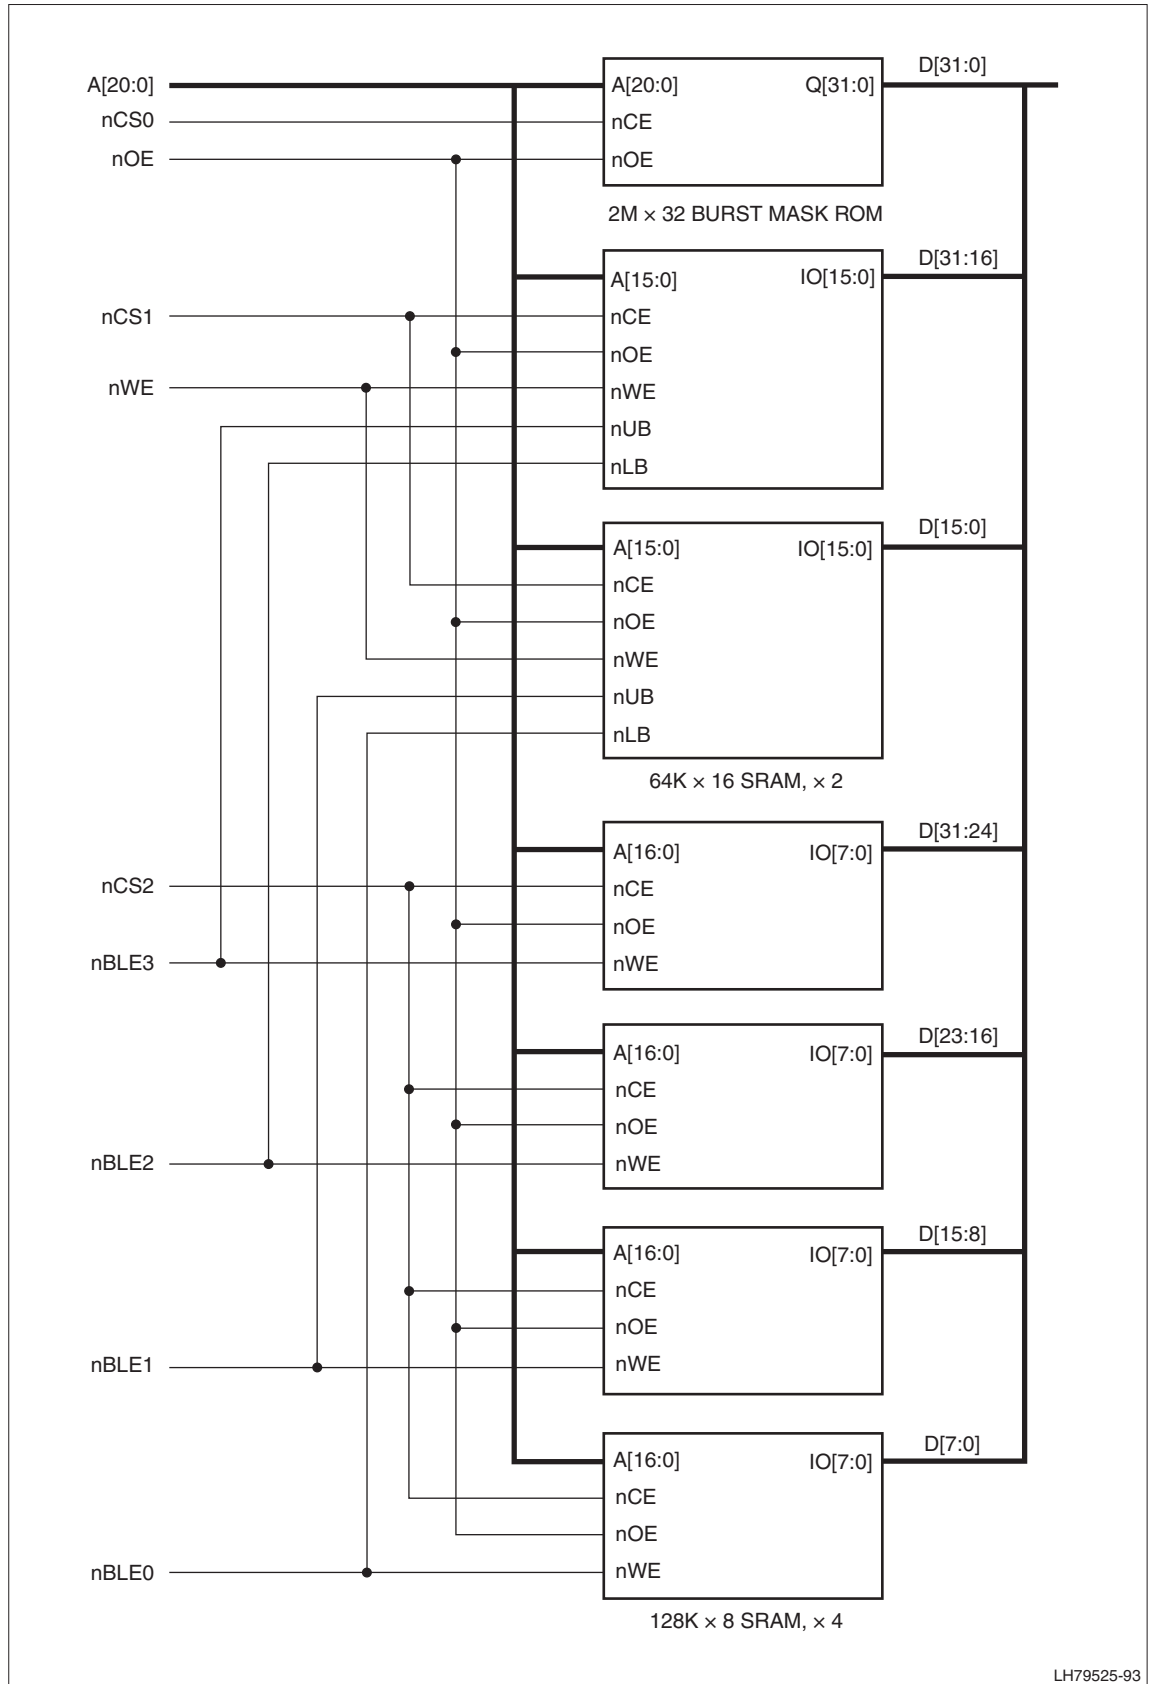 A[20:0]
nCS0
nOE
A[20:0]
Q[31:0]
nCE
nOE
D[31:0]
2M × 32 BURST MASK ROM
nCS1
nWE
A[15:0]
IO[15:0]
nCE
nOE
nWE
nUB
nLB
D[31:16]
A[15:0]
IO[15:0]
nCE
nOE
nWE
nUB
nLB
D[15:0]
64K × 16 SRAM, × 2
nCS2
nBLE3
A[16:0]
IO[7:0]
nCE
nOE
nWE
D[31:24]
nBLE2
A[16:0]
IO[7:0]
nCE
nOE
nWE
D[23:16]
nBLE1
A[16:0]
IO[7:0]
nCE
nOE
nWE
D[15:8]
nBLE0
A[16:0]
IO[7:0]
nCE
nOE
nWE
D[7:0]
128K × 8 SRAM, × 4
LH79525-93